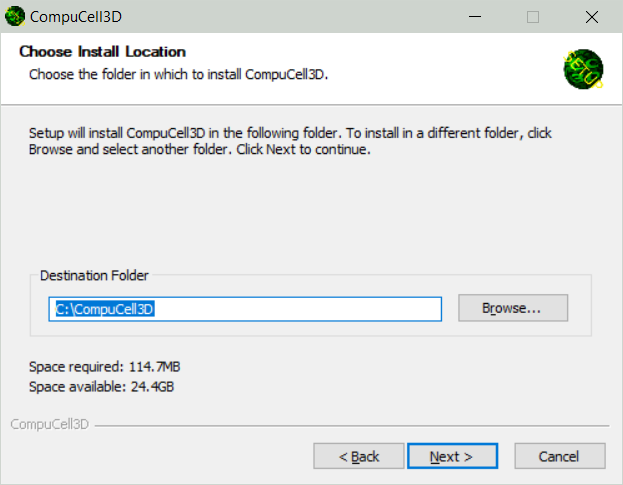 CompuCell3D
Choose Install Location
Choose the folder in which to install CompuCell3D.
Setup will install CompuCell3D in the following folder. To install in a different folder, click
Browse and select another folder. Click Next to continue.
Destination Folder
C:\CompuCell3D
Browse...
Space required: 114.7MB
Space available: 24.4GB
CompuCell3D
< Back
Next >
Cancel